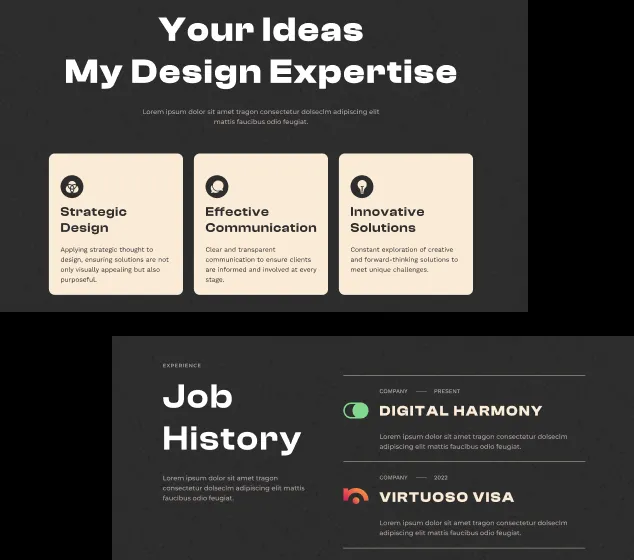 Your Ideas
My Design Expertise
Lorem ipsum dolor sit amet tragon consectetur dolsecim adipiscing elit
mattis faucibus odio feugiat.
Strategic
Design
Applying strategic thought to
design, ensuring solutions are not
only visually appealing but also
purposeful.
Effective
Communication
Clear and transparent
communication to ensure clients
are informed and involved at every
stage.
Innovative
Solutions
Constant exploration of creative
and forward-thinking solutions to
meet unique challenges.
EXPERIENCE
Job
History
Lorem ipsum dolor sit amet tragon
consectetur dolsecim adipiscing elit mattis
faucibus odio feugiat.
COMPANY — PRESENT
DIGITAL HARMONY
Lorem ipsum dolor sit amet tragon consectetur dolsecim
adipiscing elit mattis faucibus odio feugiat.
COMPANY — 2022
VIRTUOSO VISA
Lorem ipsum dolor sit amet tragon consectetur dolsecim
adipiscing elit mattis faucibus odio feugiat.